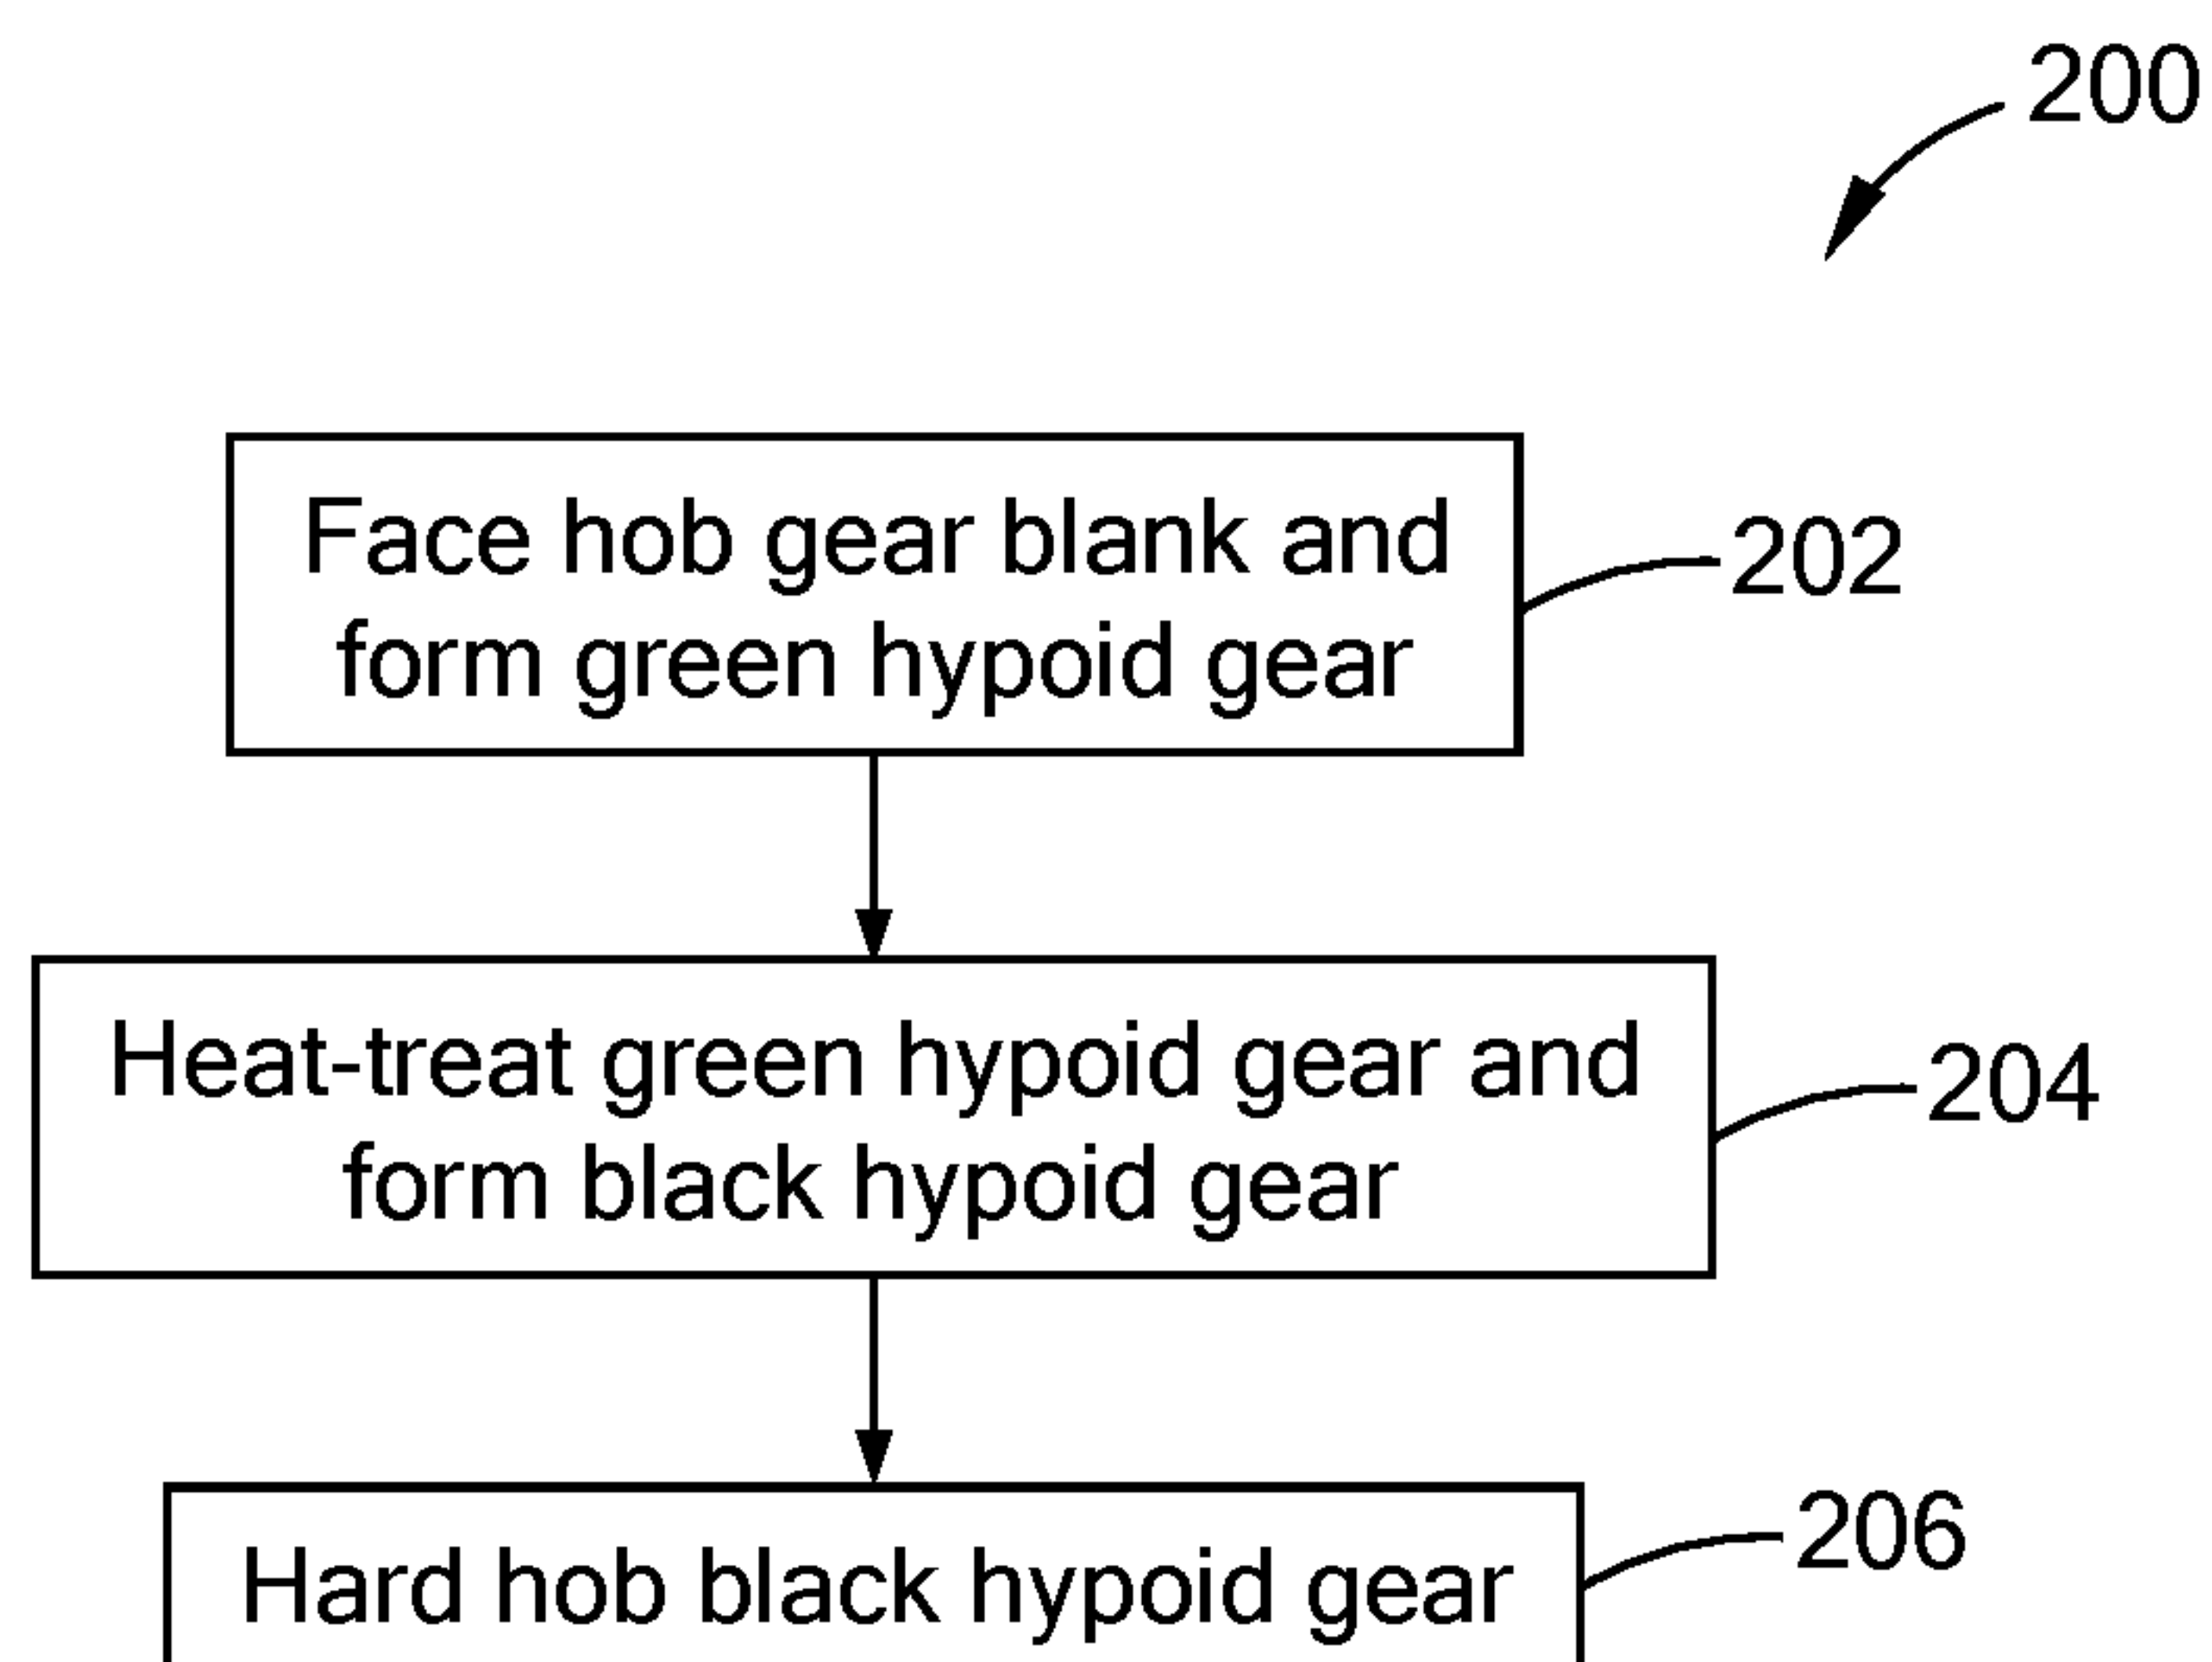 200
Face hob gear blank and
form green hypoid gear
202
Heat-treat green hypoid gear and
form black hypoid gear
204
Hard hob black hypoid gear
206